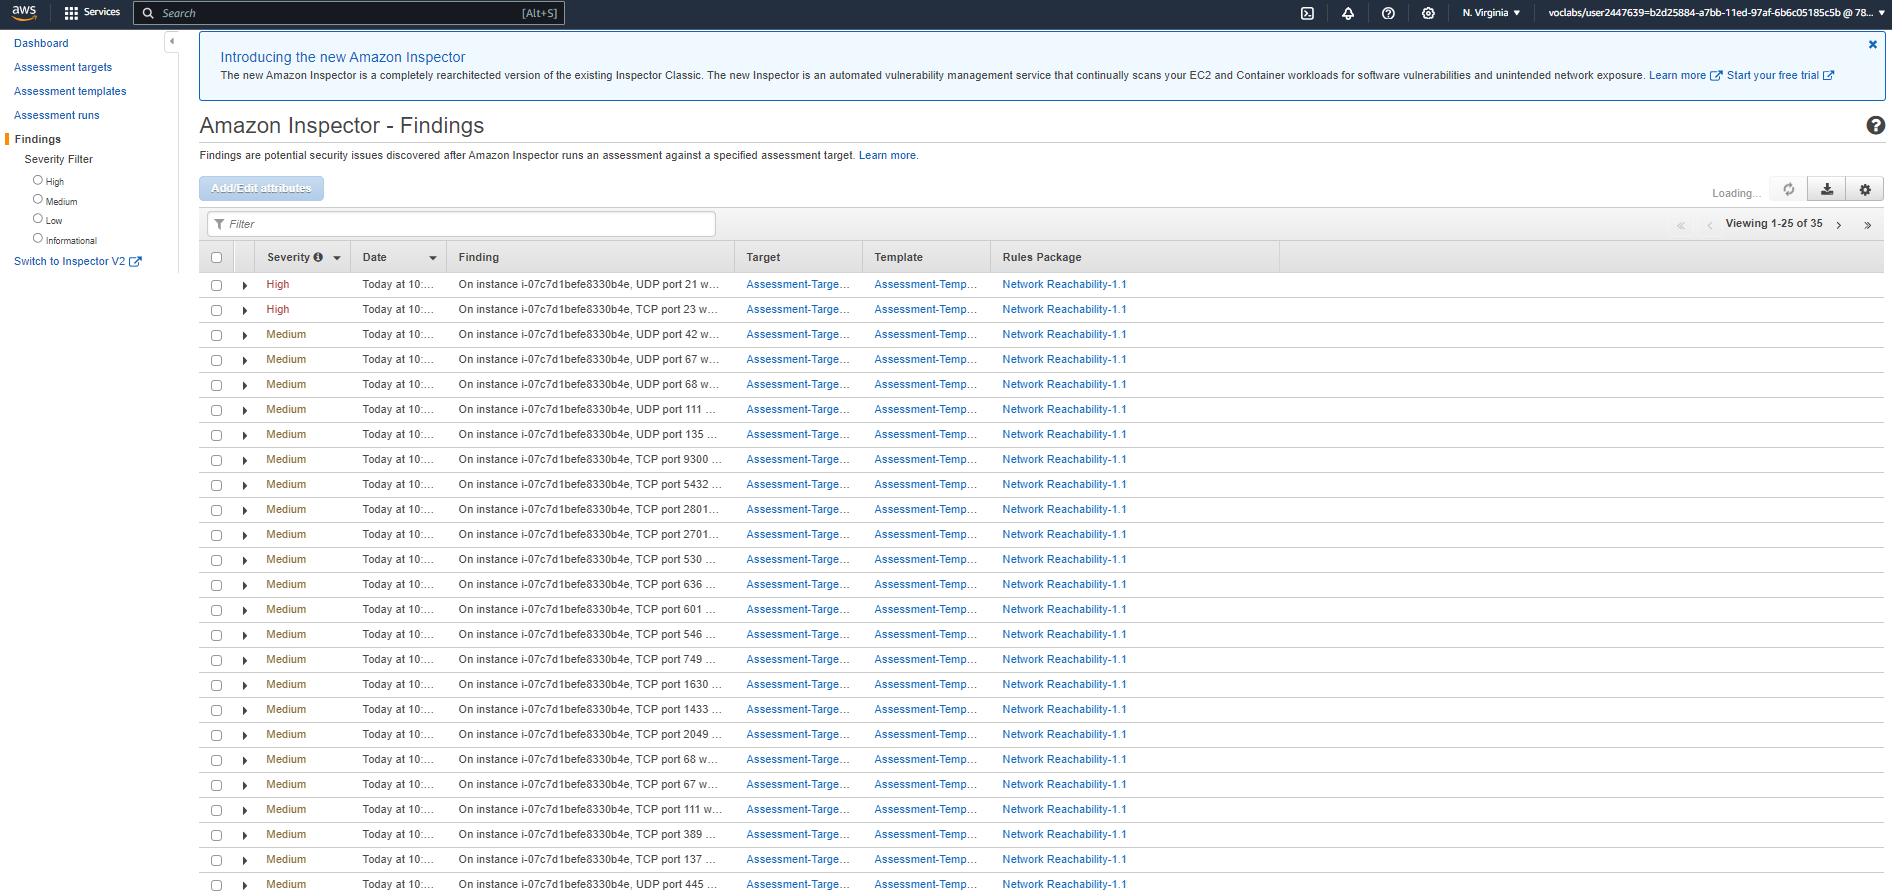 aws Services Search [Alt+S] N. Virginia voclabs/user2447639=b2d25884-a7bb-11ed-97af-6b6c05185c5b @ 78...
Dashboard
Assessment targets
Assessment templates
Assessment runs
Findings
Severity Filter
High
Medium
Low
Informational
Switch to Inspector V2
Introducing the new Amazon Inspector
The new Amazon Inspector is a completely rearchitected version of the existing Inspector Classic. The new Inspector is an automated vulnerability management service that continually scans your EC2 and Container workloads for software vulnerabilities and unintended network exposure. Learn more Start your free trial
Amazon Inspector - Findings
Findings are potential security issues discovered after Amazon Inspector runs an assessment against a specified assessment target. Learn more.
Add/Edit attributes Loading...
Filter Viewing 1-25 of 35
Severity Date Finding Target Template Rules Package
High Today at 10:... On instance i-07c7d1befe8330b4e, UDP port 21 w... Assessment-Targe... Assessment-Temp... Network Reachability-1.1
High Today at 10:... On instance i-07c7d1befe8330b4e, TCP port 23 w... Assessment-Targe... Assessment-Temp... Network Reachability-1.1
Medium Today at 10:... On instance i-07c7d1befe8330b4e, UDP port 42 w... Assessment-Targe... Assessment-Temp... Network Reachability-1.1
Medium Today at 10:... On instance i-07c7d1befe8330b4e, UDP port 67 w... Assessment-Targe... Assessment-Temp... Network Reachability-1.1
Medium Today at 10:... On instance i-07c7d1befe8330b4e, UDP port 68 w... Assessment-Targe... Assessment-Temp... Network Reachability-1.1
Medium Today at 10:... On instance i-07c7d1befe8330b4e, UDP port 111 ... Assessment-Targe... Assessment-Temp... Network Reachability-1.1
Medium Today at 10:... On instance i-07c7d1befe8330b4e, UDP port 135 ... Assessment-Targe... Assessment-Temp... Network Reachability-1.1
Medium Today at 10:... On instance i-07c7d1befe8330b4e, TCP port 9300 ... Assessment-Targe... Assessment-Temp... Network Reachability-1.1
Medium Today at 10:... On instance i-07c7d1befe8330b4e, TCP port 5432 ... Assessment-Targe... Assessment-Temp... Network Reachability-1.1
Medium Today at 10:... On instance i-07c7d1befe8330b4e, TCP port 2801... Assessment-Targe... Assessment-Temp... Network Reachability-1.1
Medium Today at 10:... On instance i-07c7d1befe8330b4e, TCP port 2701... Assessment-Targe... Assessment-Temp... Network Reachability-1.1
Medium Today at 10:... On instance i-07c7d1befe8330b4e, TCP port 530 ... Assessment-Targe... Assessment-Temp... Network Reachability-1.1
Medium Today at 10:... On instance i-07c7d1befe8330b4e, TCP port 636 ... Assessment-Targe... Assessment-Temp... Network Reachability-1.1
Medium Today at 10:... On instance i-07c7d1befe8330b4e, TCP port 601 ... Assessment-Targe... Assessment-Temp... Network Reachability-1.1
Medium Today at 10:... On instance i-07c7d1befe8330b4e, TCP port 546 ... Assessment-Targe... Assessment-Temp... Network Reachability-1.1
Medium Today at 10:... On instance i-07c7d1befe8330b4e, TCP port 749 ... Assessment-Targe... Assessment-Temp... Network Reachability-1.1
Medium Today at 10:... On instance i-07c7d1befe8330b4e, TCP port 1630 ... Assessment-Targe... Assessment-Temp... Network Reachability-1.1
Medium Today at 10:... On instance i-07c7d1befe8330b4e, TCP port 1433 ... Assessment-Targe... Assessment-Temp... Network Reachability-1.1
Medium Today at 10:... On instance i-07c7d1befe8330b4e, TCP port 2049 ... Assessment-Targe... Assessment-Temp... Network Reachability-1.1
Medium Today at 10:... On instance i-07c7d1befe8330b4e, TCP port 68 w... Assessment-Targe... Assessment-Temp... Network Reachability-1.1
Medium Today at 10:... On instance i-07c7d1befe8330b4e, TCP port 67 w... Assessment-Targe... Assessment-Temp... Network Reachability-1.1
Medium Today at 10:... On instance i-07c7d1befe8330b4e, TCP port 111 w... Assessment-Targe... Assessment-Temp... Network Reachability-1.1
Medium Today at 10:... On instance i-07c7d1befe8330b4e, TCP port 389 ... Assessment-Targe... Assessment-Temp... Network Reachability-1.1
Medium Today at 10:... On instance i-07c7d1befe8330b4e, TCP port 137 ... Assessment-Targe... Assessment-Temp... Network Reachability-1.1
Medium Today at 10:... On instance i-07c7d1befe8330b4e, UDP port 445 ... Assessment-Targe... Assessment-Temp... Network Reachability-1.1